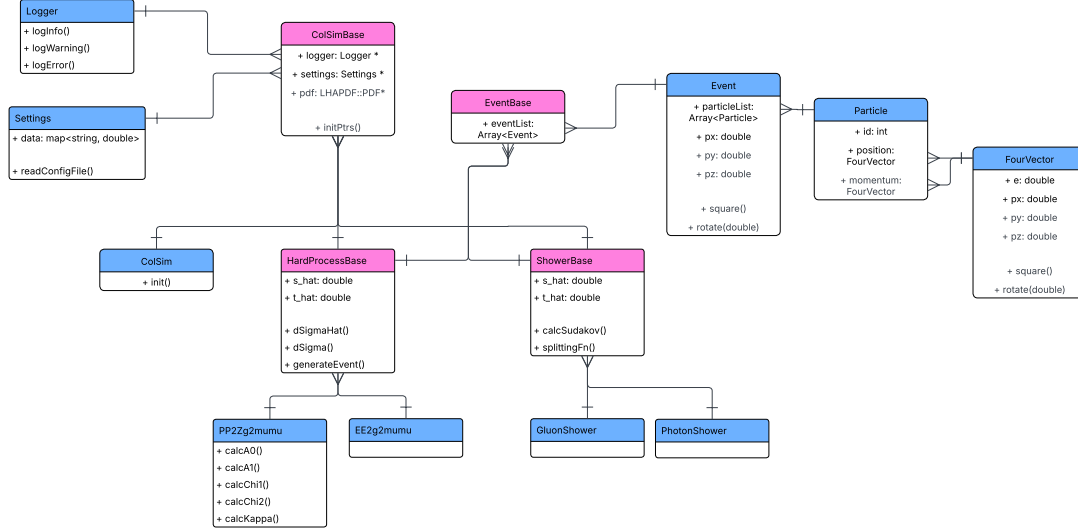 Logger
+ logInfo()
+ logWarning()
+ logError()
Settings
+ data: map<string, double>
+ readConfigFile()
ColSimBase
+ logger: Logger *
+ settings: Settings *
+ pdf: LHAPDF::PDF*
+ initPtrs()
EventBase
+ eventList:
Array<Event>
Event
+ particleList:
Array<Particle>
+ px: double
+ py: double
+ pz: double
+ square()
+ rotate(double)
Particle
+ id: int
+ position:
FourVector
+ momentum:
FourVector
FourVector
+ e: double
+ px: double
+ py: double
+ pz: double
+ square()
+ rotate(double)
ColSim
+ init()
HardProcessBase
+ s_hat: double
+ t_hat: double
+ dSigmaHat()
+ dSigma()
+ generateEvent()
ShowerBase
+ s_hat: double
+ t_hat: double
+ calcSudakov()
+ splittingFn()
PP2Zg2mumu
+ calcA0()
+ calcA1()
+ calcChi1()
+ calcChi2()
+ calcKappa()
EE2g2mumu
GluonShower
PhotonShower